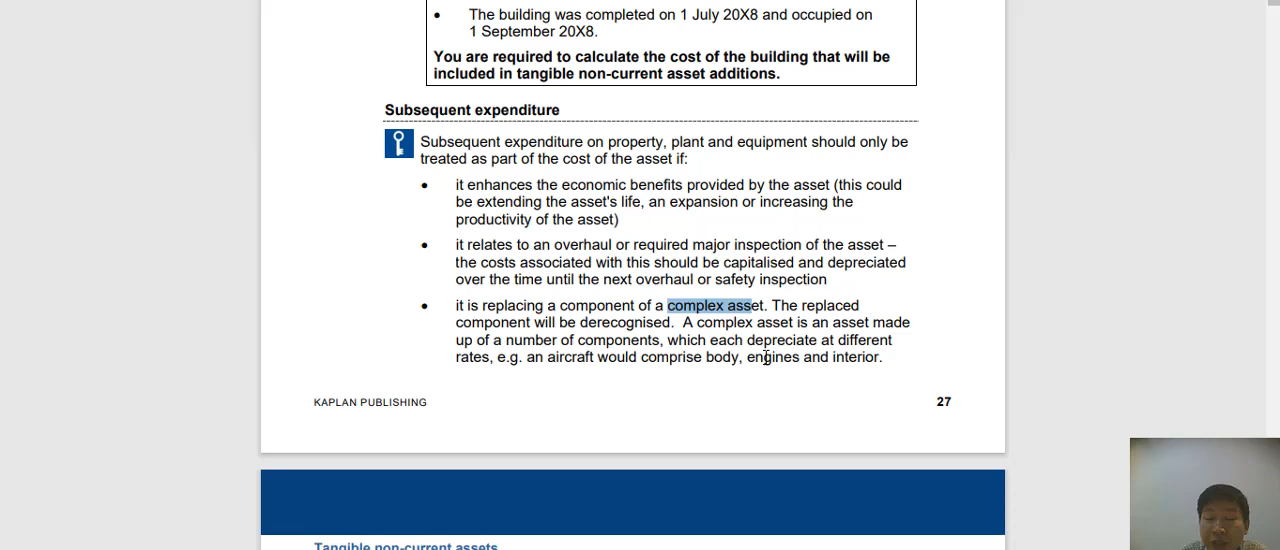 • The building was completed on 1 July 20X8 and occupied on
1 September 20X8.
You are required to calculate the cost of the building that will be
included in tangible non-current asset additions.
Subsequent expenditure
Subsequent expenditure on property, plant and equipment should only be
treated as part of the cost of the asset if:
• it enhances the economic benefits provided by the asset (this could
be extending the asset's life, an expansion or increasing the
productivity of the asset)
• it relates to an overhaul or required major inspection of the asset –
the costs associated with this should be capitalised and depreciated
over the time until the next overhaul or safety inspection
• it is replacing a component of a complex asset. The replaced
component will be derecognised.  A complex asset is an asset made
up of a number of components, which each depreciate at different
rates, e.g. an aircraft would comprise body, engines and interior.
KAPLAN PUBLISHING 27
Tangible non-current assets